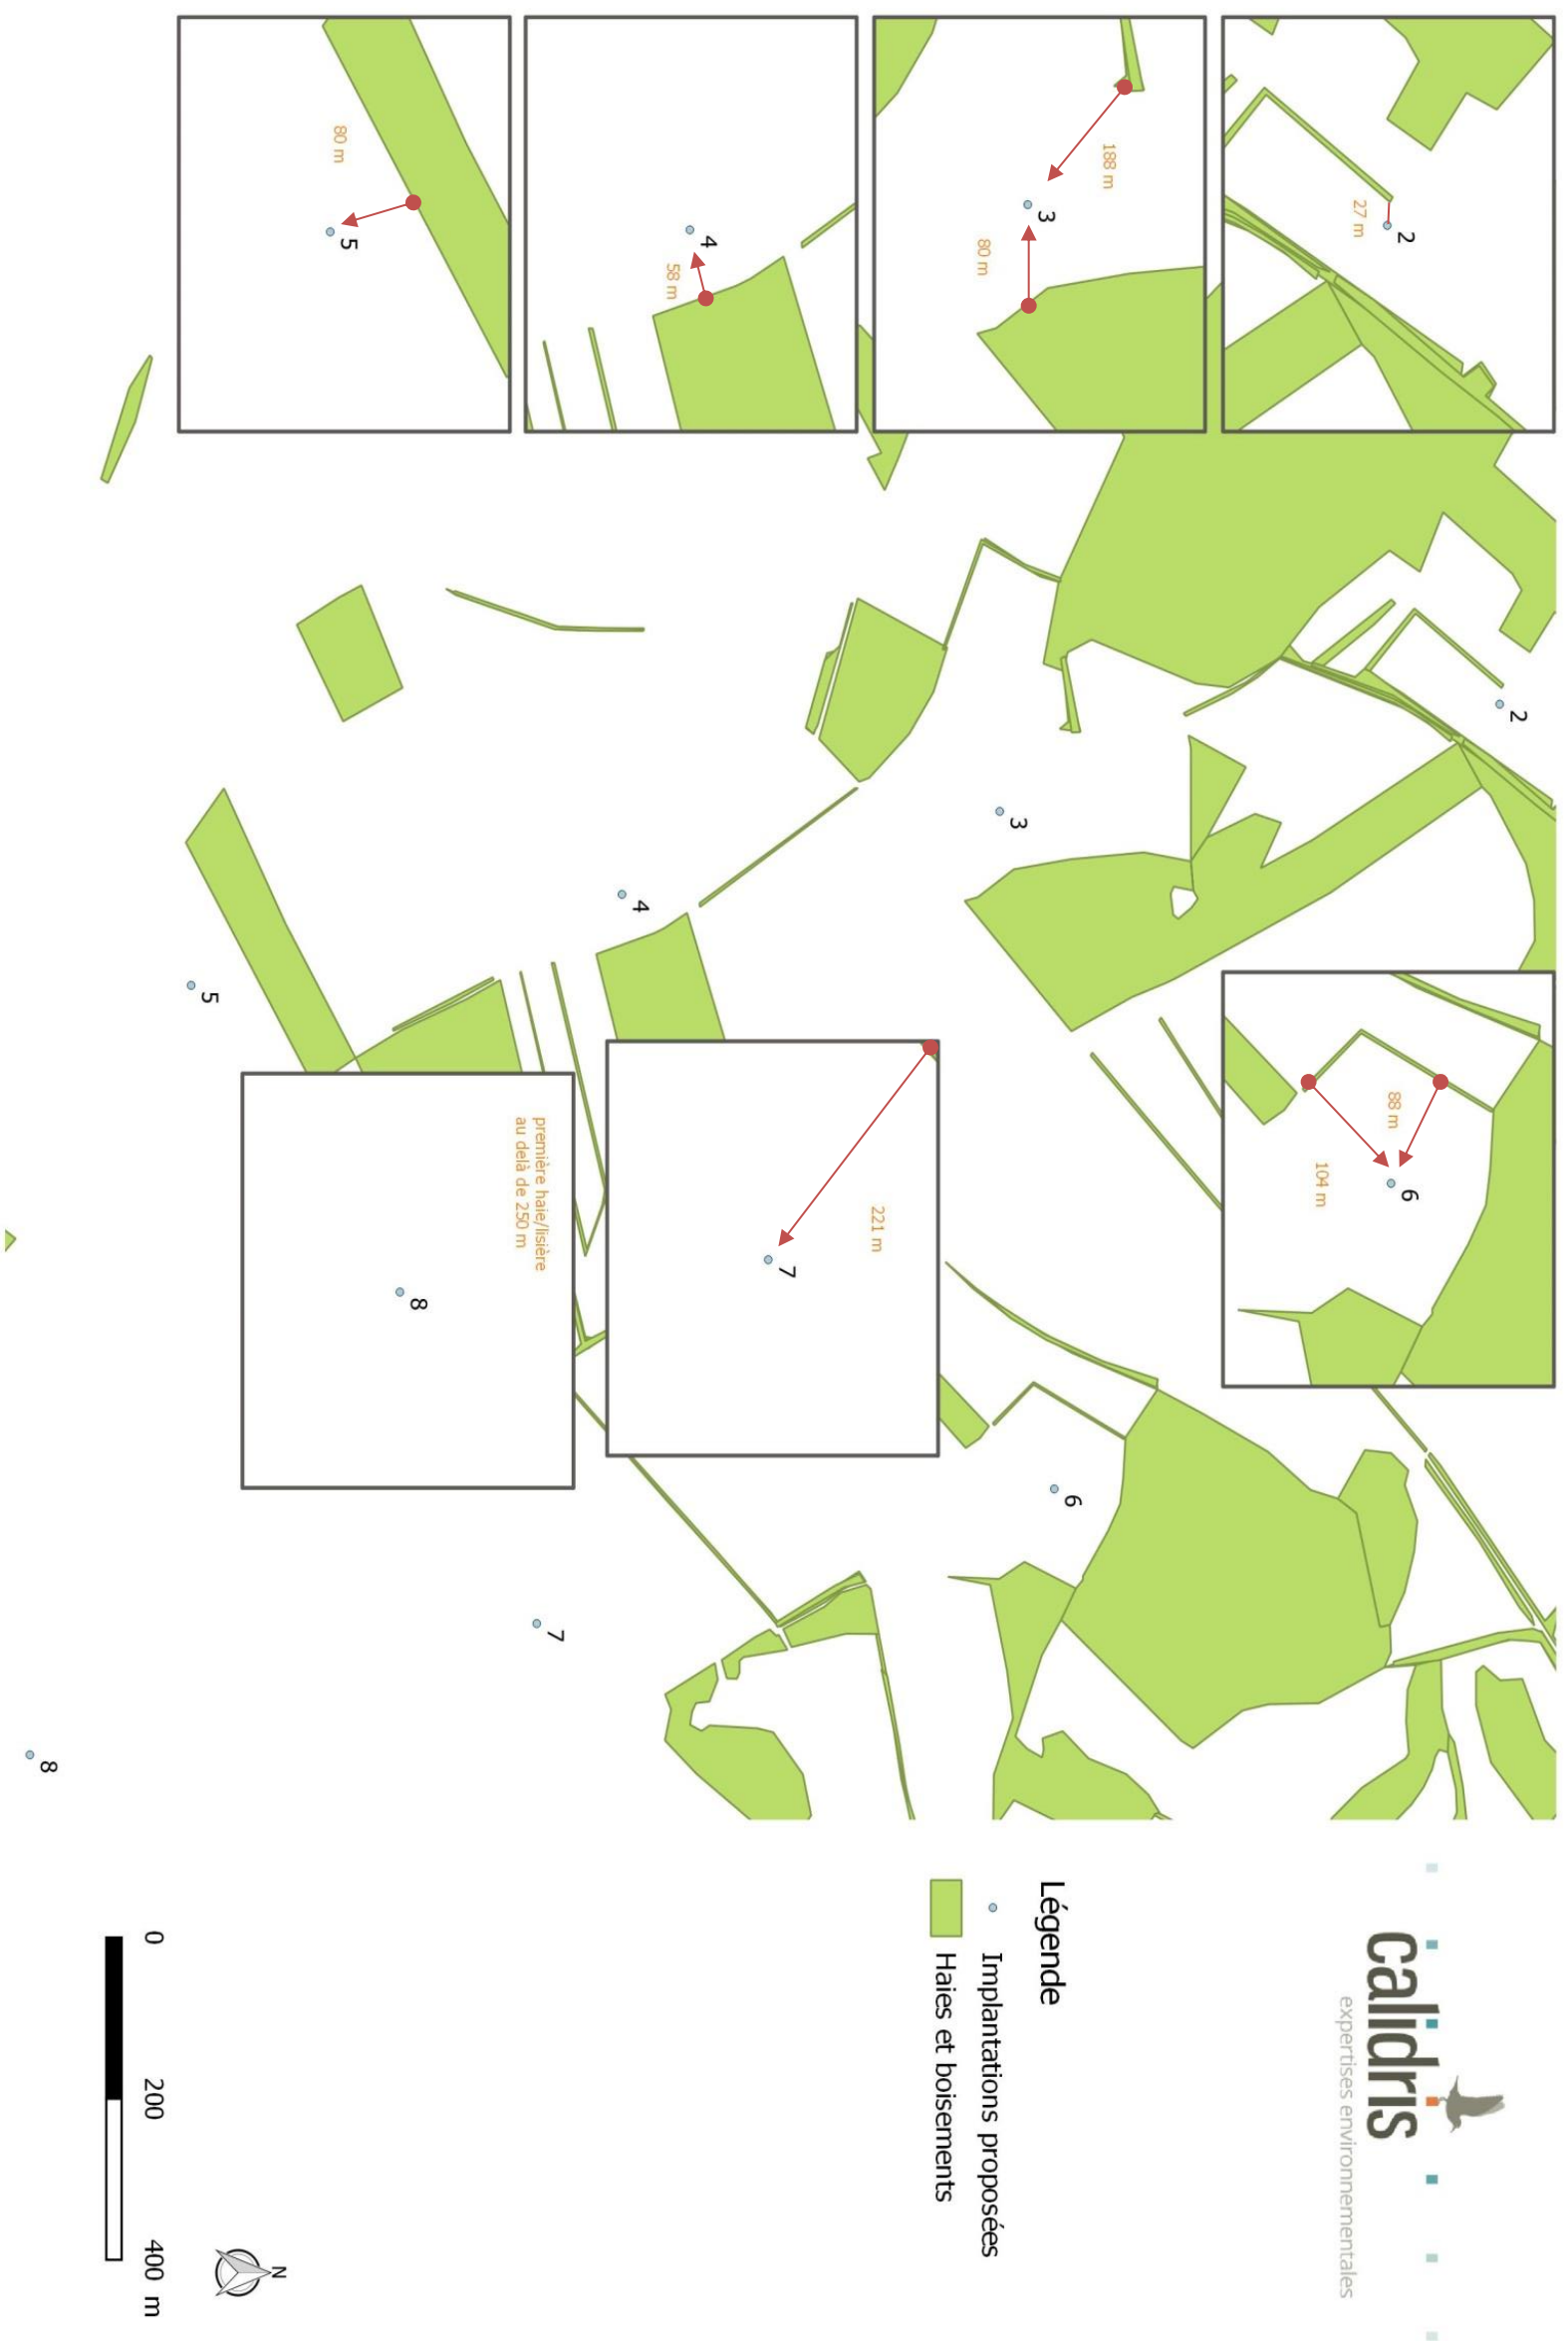 2
27 m
2
6
88 m
104 m
calidris
expertises environnementales
188 m
3
80 m
3
6
Légende
Implantations proposées
Haies et boisements
4
58 m
4
221 m
7
7
5
80 m
5
première haie/lisière
au delà de 250 m
8
8
N
0 200 400 m